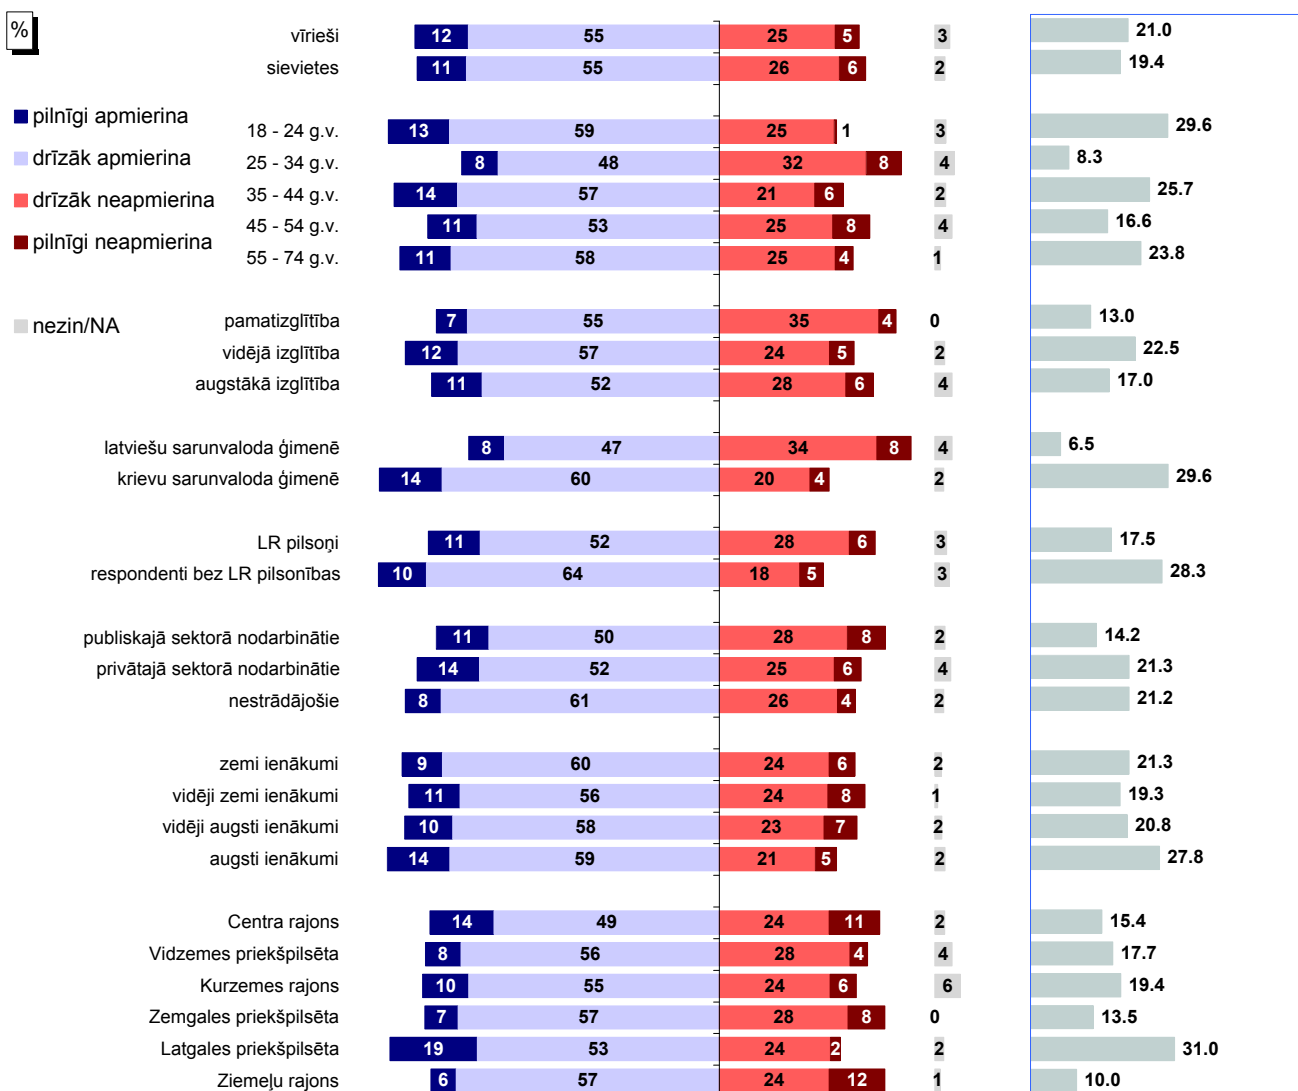 %
pilnīgi apmierina
drīzāk apmierina
drīzāk neapmierina
pilnīgi neapmierina
nezin/NA
vīrieši 12 55 25 5 3 21.0
sievietes 11 55 26 6 2 19.4
18 - 24 g.v. 13 59 25 1 3 29.6
25 - 34 g.v. 8 48 32 8 4 8.3
35 - 44 g.v. 14 57 21 6 2 25.7
45 - 54 g.v. 11 53 25 8 4 16.6
55 - 74 g.v. 11 58 25 4 1 23.8
pamatizglītība 7 55 35 4 0 13.0
vidējā izglītība 12 57 24 5 2 22.5
augstākā izglītība 11 52 28 6 4 17.0
latviešu sarunvaloda ģimenē 8 47 34 8 4 6.5
krievu sarunvaloda ģimenē 14 60 20 4 2 29.6
LR pilsoņi 11 52 28 6 3 17.5
respondenti bez LR pilsonības 10 64 18 5 3 28.3
publiskajā sektorā nodarbinātie 11 50 28 8 2 14.2
privātajā sektorā nodarbinātie 14 52 25 6 4 21.3
nestrādājošie 8 61 26 4 2 21.2
zemi ienākumi 9 60 24 6 2 21.3
vidēji zemi ienākumi 11 56 24 8 1 19.3
vidēji augsti ienākumi 10 58 23 7 2 20.8
augsti ienākumi 14 59 21 5 2 27.8
Centra rajons 14 49 24 11 2 15.4
Vidzemes priekšpilsēta 8 56 28 4 4 17.7
Kurzemes rajons 10 55 24 6 6 19.4
Zemgales priekšpilsēta 7 57 28 8 0 13.5
Latgales priekšpilsēta 19 53 24 2 2 31.0
Ziemeļu rajons 6 57 24 12 1 10.0